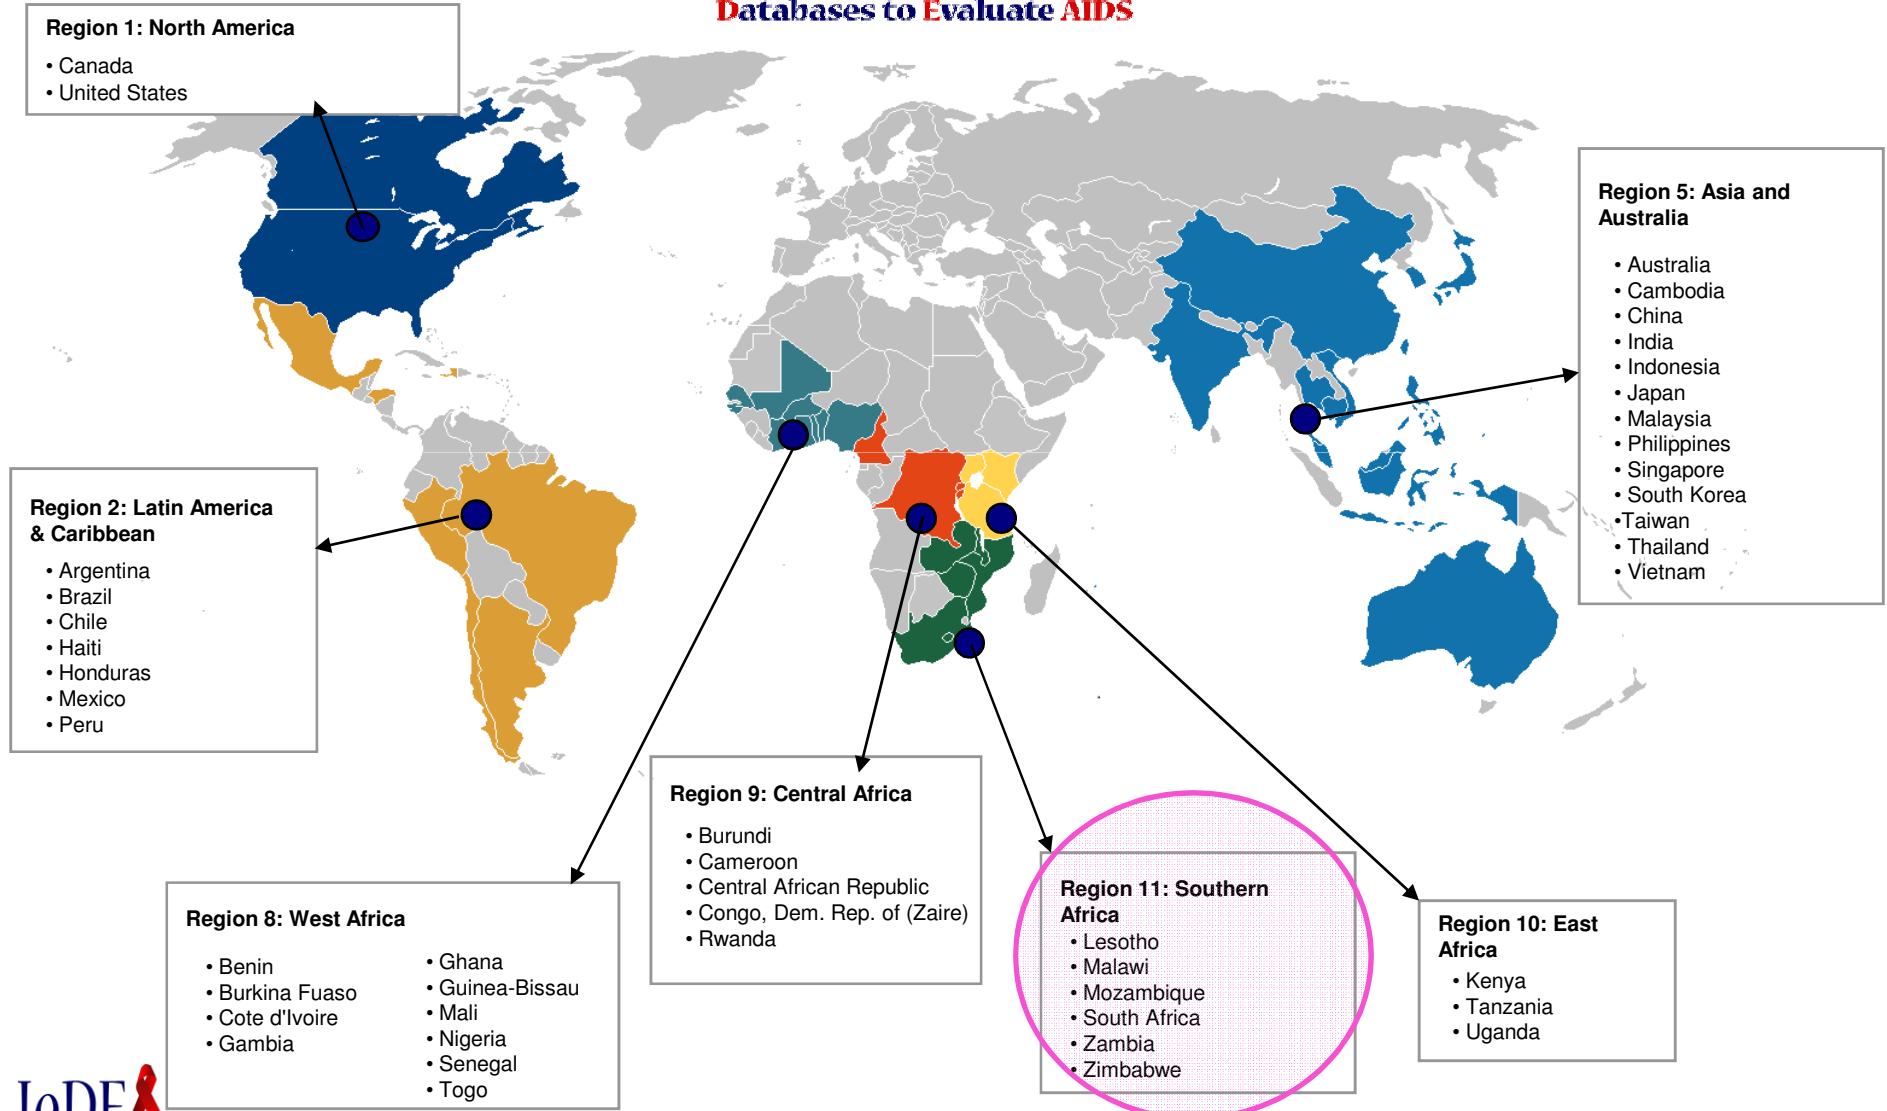 Databases to Evaluate AIDS
Region 1: North America
• Canada
• United States
Region 5: Asia and
Australia
• Australia
• Cambodia
• China
• India
• Indonesia
• Japan
• Malaysia
• Philippines
• Singapore
• South Korea
•Taiwan
• Thailand
• Vietnam
Region 2: Latin America
& Caribbean
• Argentina
• Brazil
• Chile
• Haiti
• Honduras
• Mexico
• Peru
Region 9: Central Africa
• Burundi
• Cameroon
• Central African Republic
• Congo, Dem. Rep. of (Zaire)
• Rwanda
Region 8: West Africa
• Benin
• Burkina Fuaso
• Cote d'Ivoire
• Gambia
• Ghana
• Guinea-Bissau
• Mali
• Nigeria
• Senegal
• Togo
Region 11: Southern
Africa
• Lesotho
• Malawi
• Mozambique
• South Africa
• Zambia
• Zimbabwe
Region 10: East
Africa
• Kenya
• Tanzania
• Uganda
IeDEA